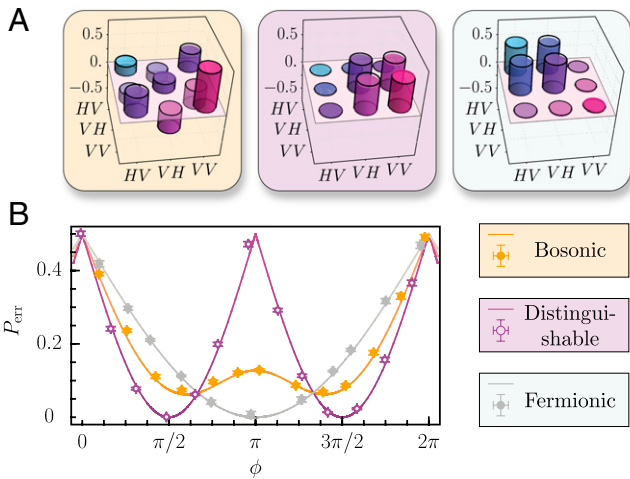 A
0.5
0
−0.5
HV
VH
VV
HV VH VV
0.5
0
−0.5
HV
VH
VV
HV VH VV
0.5
0
−0.5
HV
VH
VV
HV VH VV
B
P_err
0.4
0.2
0
0 π/2 π 3π/2 2π
ϕ
Bosonic
Distingui-
shable
Fermionic